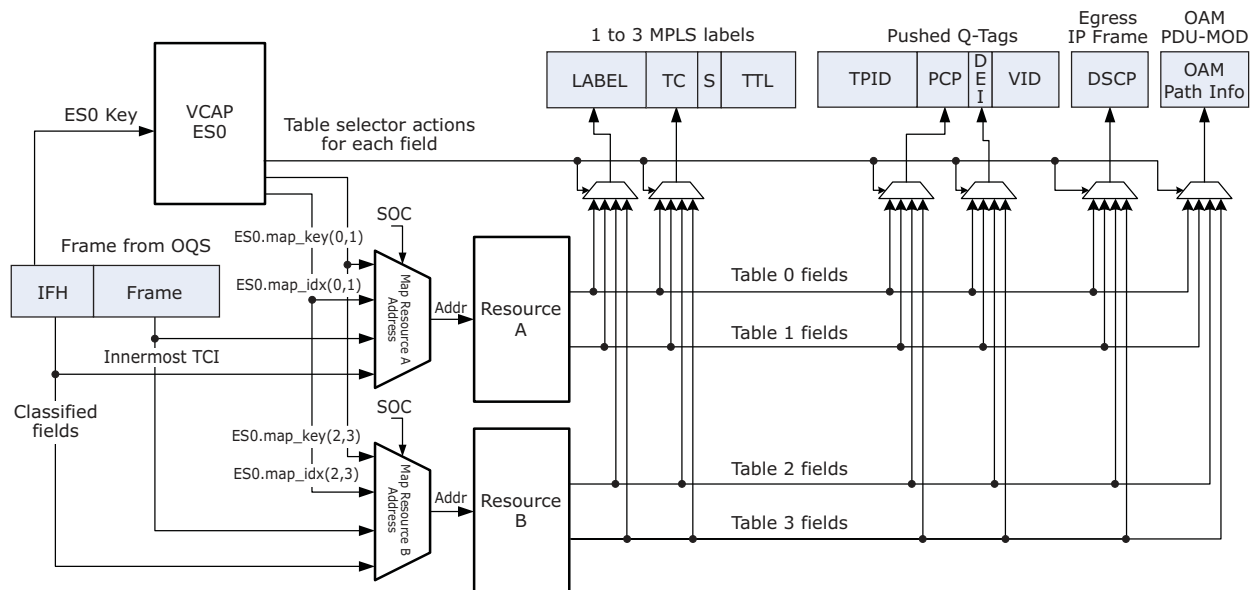 1 to 3 MPLS labels
Pushed Q-Tags
Egress
IP Frame
OAM
PDU-MOD
LABEL
TC
S
TTL
TPID
PCP
DEI
VID
DSCP
OAM
Path Info
VCAP
ES0
ES0 Key
Table selector actions
for each field
Frame from OQS
IFH
Frame
SOC
ES0.map_key(0,1)
ES0.map_idx(0,1)
Map Resource A
Address
Addr
Resource
A
Table 0 fields
Table 1 fields
Innermost TCI
Classified
fields
SOC
ES0.map_key(2,3)
ES0.map_idx(2,3)
Map Resource B
Address
Addr
Resource
B
Table 2 fields
Table 3 fields